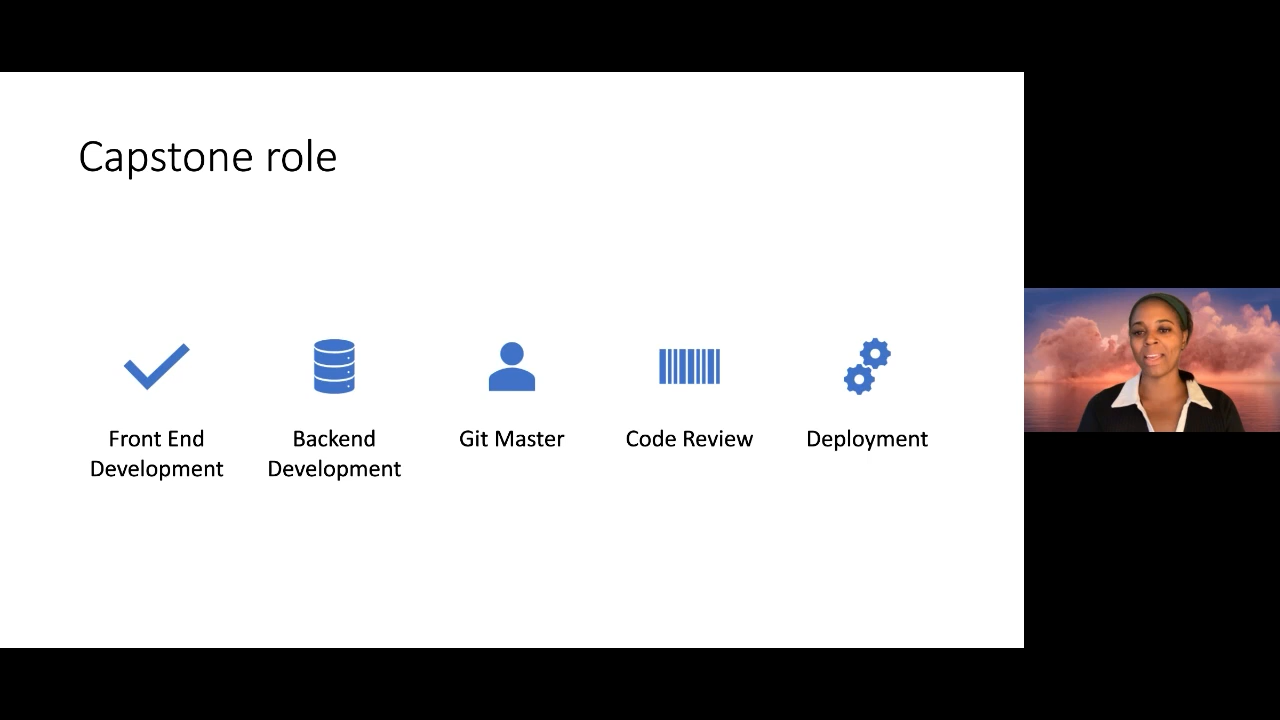 Capstone role
Front End
Development
Backend
Development
Git Master
Code Review
Deployment